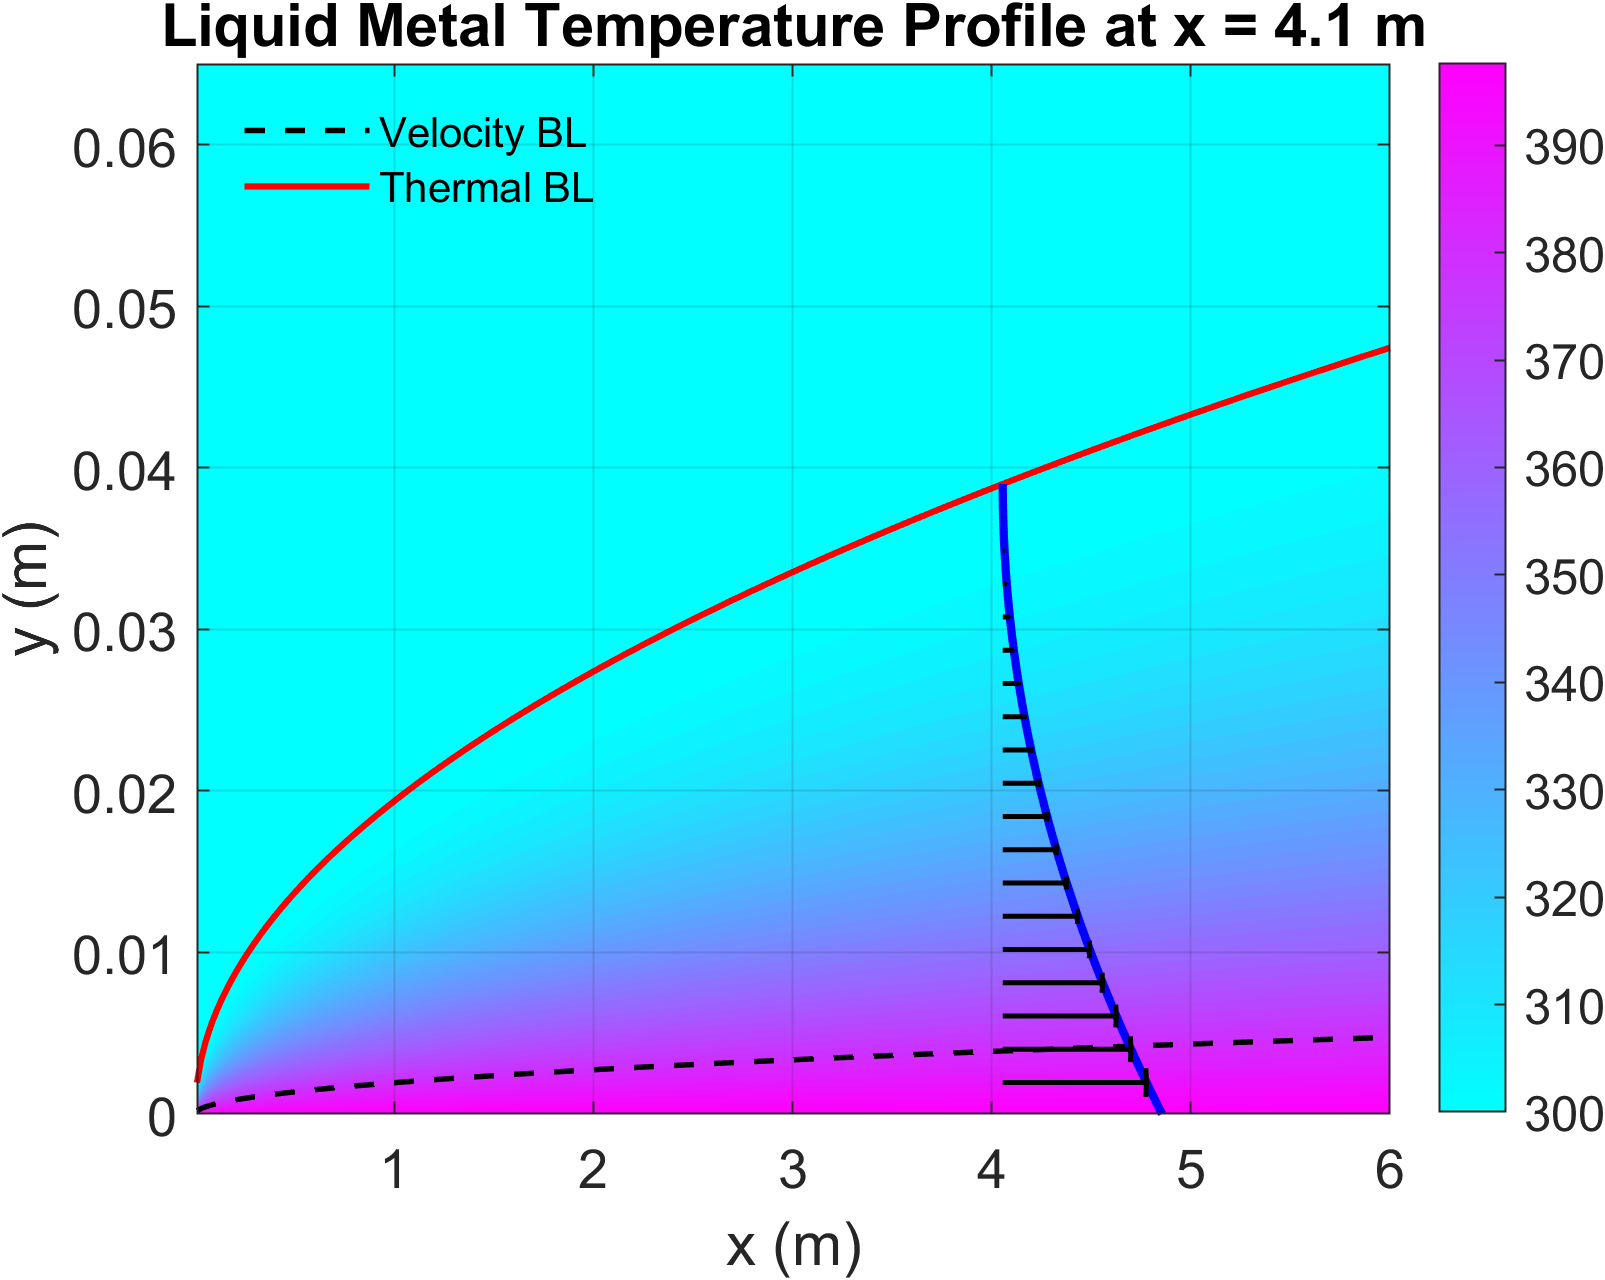 Liquid Metal Temperature Profile at x = 4.1 m
Velocity BL
Thermal BL
0.06
0.05
0.04
0.03
0.02
0.01
0
y (m)
1 2 3 4 5 6
x (m)
390
380
370
360
350
340
330
320
310
300